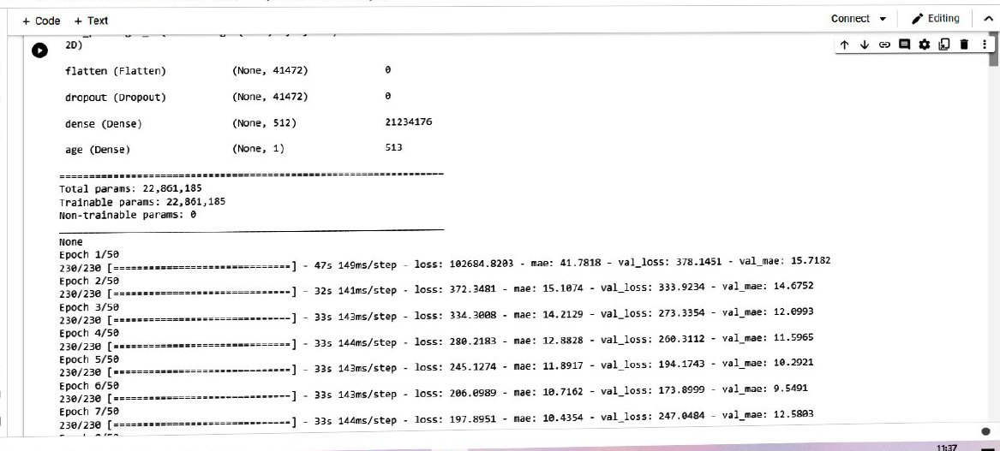 + Code + Text
Connect Editing
2D)
flatten (Flatten) (None, 41472) 0
dropout (Dropout) (None, 41472) 0
dense (Dense) (None, 512) 21234176
age (Dense) (None, 1) 513
=================================================================
Total params: 22,861,185
Trainable params: 22,861,185
Non-trainable params: 0
_________________________________________________________________
None
Epoch 1/50
230/230 [==============================] - 47s 149ms/step - loss: 102684.8203 - mae: 41.7818 - val_loss: 378.1451 - val_mae: 15.7182
Epoch 2/50
230/230 [==============================] - 32s 141ms/step - loss: 372.3481 - mae: 15.1074 - val_loss: 333.9234 - val_mae: 14.6752
Epoch 3/50
230/230 [==============================] - 33s 143ms/step - loss: 334.3008 - mae: 14.2129 - val_loss: 273.3354 - val_mae: 12.0993
Epoch 4/50
230/230 [==============================] - 33s 144ms/step - loss: 280.2183 - mae: 12.8828 - val_loss: 260.3112 - val_mae: 11.5965
Epoch 5/50
230/230 [==============================] - 33s 143ms/step - loss: 245.1274 - mae: 11.8917 - val_loss: 194.1743 - val_mae: 10.2921
Epoch 6/50
230/230 [==============================] - 33s 143ms/step - loss: 206.0989 - mae: 10.7162 - val_loss: 173.8999 - val_mae: 9.5491
Epoch 7/50
230/230 [==============================] - 33s 144ms/step - loss: 197.8951 - mae: 10.4354 - val_loss: 247.0484 - val_mae: 12.5803
11:37